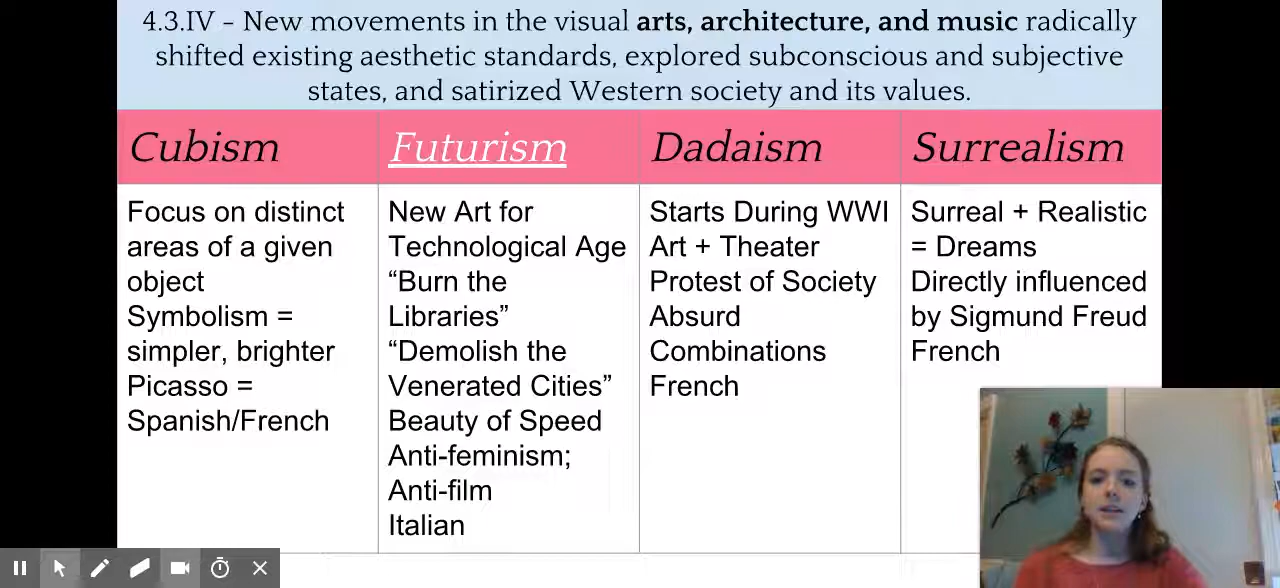 4.3.IV – New movements in the visual arts, architecture, and music radically
shifted existing aesthetic standards, explored subconscious and subjective
states, and satirized Western society and its values.
Cubism
Futurism
Dadaism
Surrealism
Focus on distinct
areas of a given
object
Symbolism =
simpler, brighter
Picasso =
Spanish/French
New Art for
Technological Age
“Burn the
Libraries”
“Demolish the
Venerated Cities”
Beauty of Speed
Anti-feminism;
Anti-film
Italian
Starts During WWI
Art + Theater
Protest of Society
Absurd
Combinations
French
Surreal + Realistic
= Dreams
Directly influenced
by Sigmund Freud
French